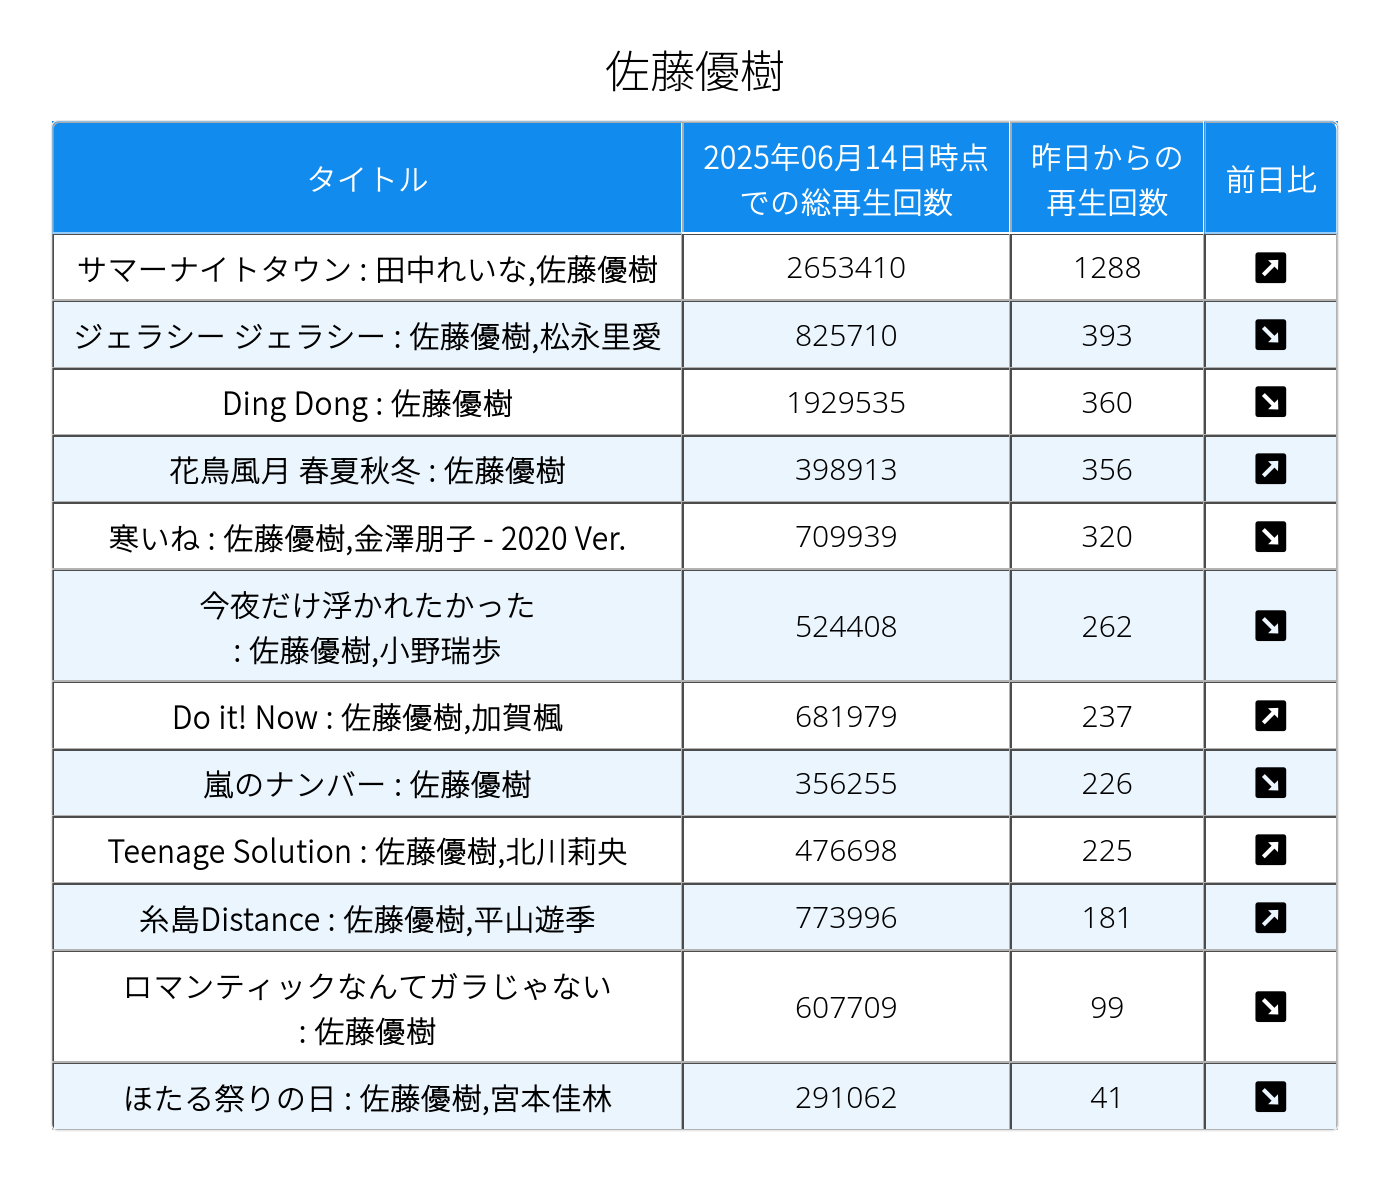 佐藤優樹
タイトル
2025年06月14日時点
での総再生回数
昨日からの
再生回数
前日比
サマーナイトタウン : 田中れいな,佐藤優樹 2653410 1288 ↗
ジェラシー ジェラシー : 佐藤優樹,松永里愛 825710 393 ↘
Ding Dong : 佐藤優樹 1929535 360 ↘
花鳥風月 春夏秋冬 : 佐藤優樹 398913 356 ↗
寒いね : 佐藤優樹,金澤朋子 - 2020 Ver. 709939 320 ↘
今夜だけ浮かれたかった
: 佐藤優樹,小野瑞歩 524408 262 ↘
Do it! Now : 佐藤優樹,加賀楓 681979 237 ↗
嵐のナンバー : 佐藤優樹 356255 226 ↘
Teenage Solution : 佐藤優樹,北川莉央 476698 225 ↗
糸島Distance : 佐藤優樹,平山遊季 773996 181 ↗
ロマンティックなんてガラじゃない
: 佐藤優樹 607709 99 ↘
ほたる祭りの日 : 佐藤優樹,宮本佳林 291062 41 ↘